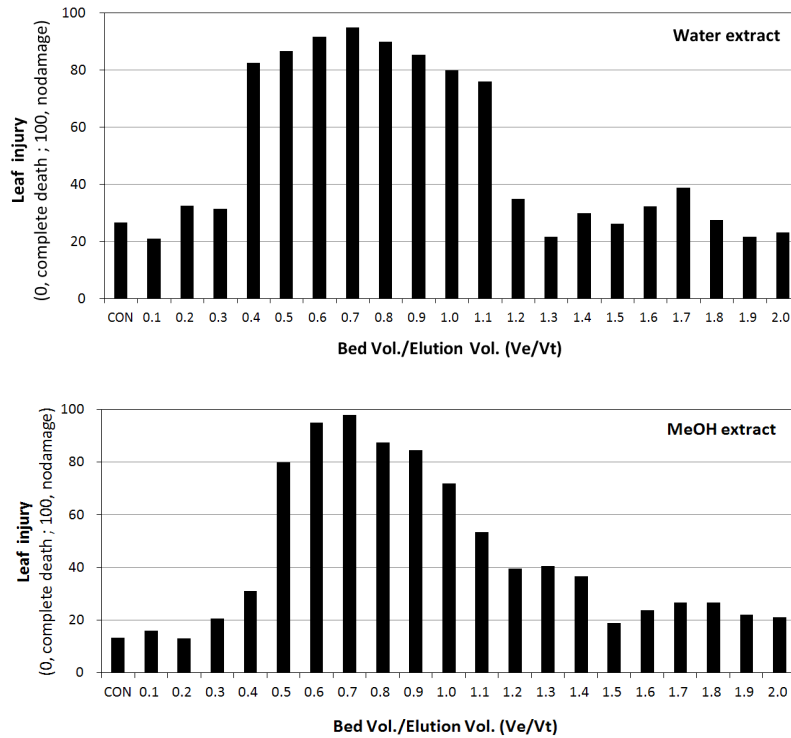 Water extract
Leaf injury
(0, complete death ; 100, nodamage)
100
80
60
40
20
0
CON 0.1 0.2 0.3 0.4 0.5 0.6 0.7 0.8 0.9 1.0 1.1 1.2 1.3 1.4 1.5 1.6 1.7 1.8 1.9 2.0
Bed Vol./Elution Vol. (Ve/Vt)
MeOH extract
Leaf injury
(0, complete death ; 100, nodamage)
100
80
60
40
20
0
CON 0.1 0.2 0.3 0.4 0.5 0.6 0.7 0.8 0.9 1.0 1.1 1.2 1.3 1.4 1.5 1.6 1.7 1.8 1.9 2.0
Bed Vol./Elution Vol. (Ve/Vt)